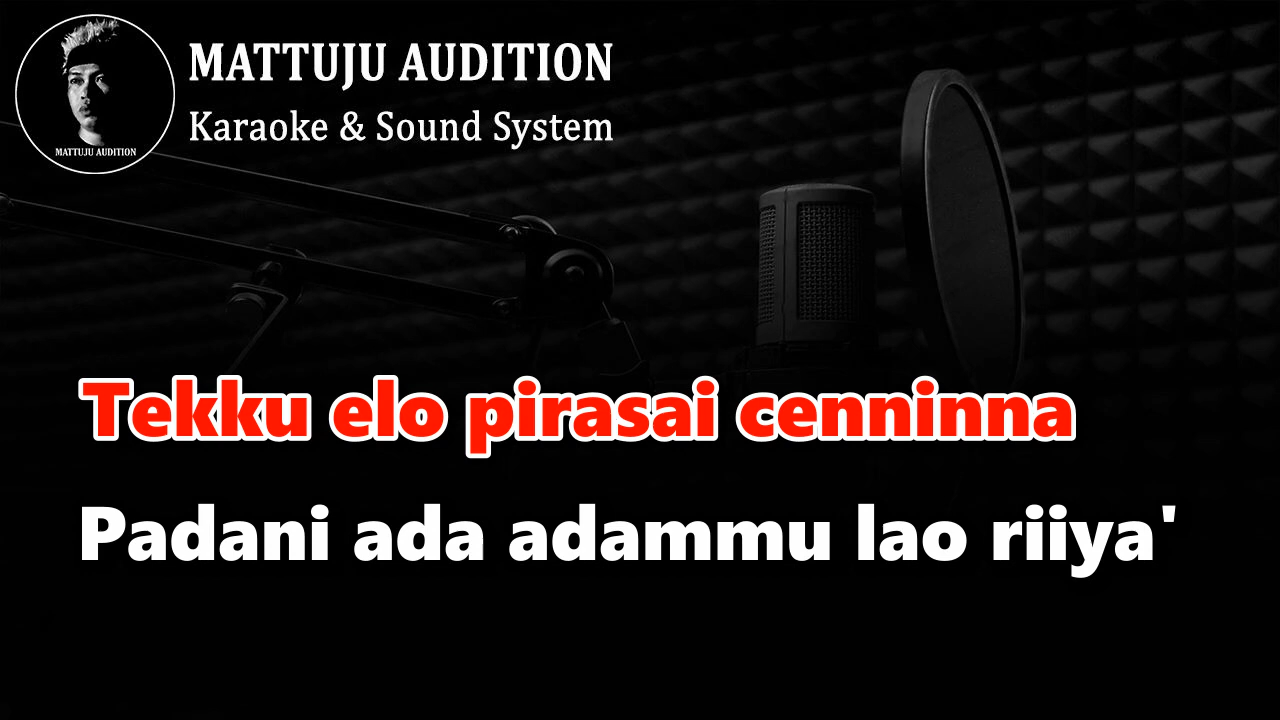 MATTUJU AUDITION
Karaoke & Sound System
MATTUJU AUDITION
Tekku elo pirasai cenninna
Padani ada adammu lao riiya'